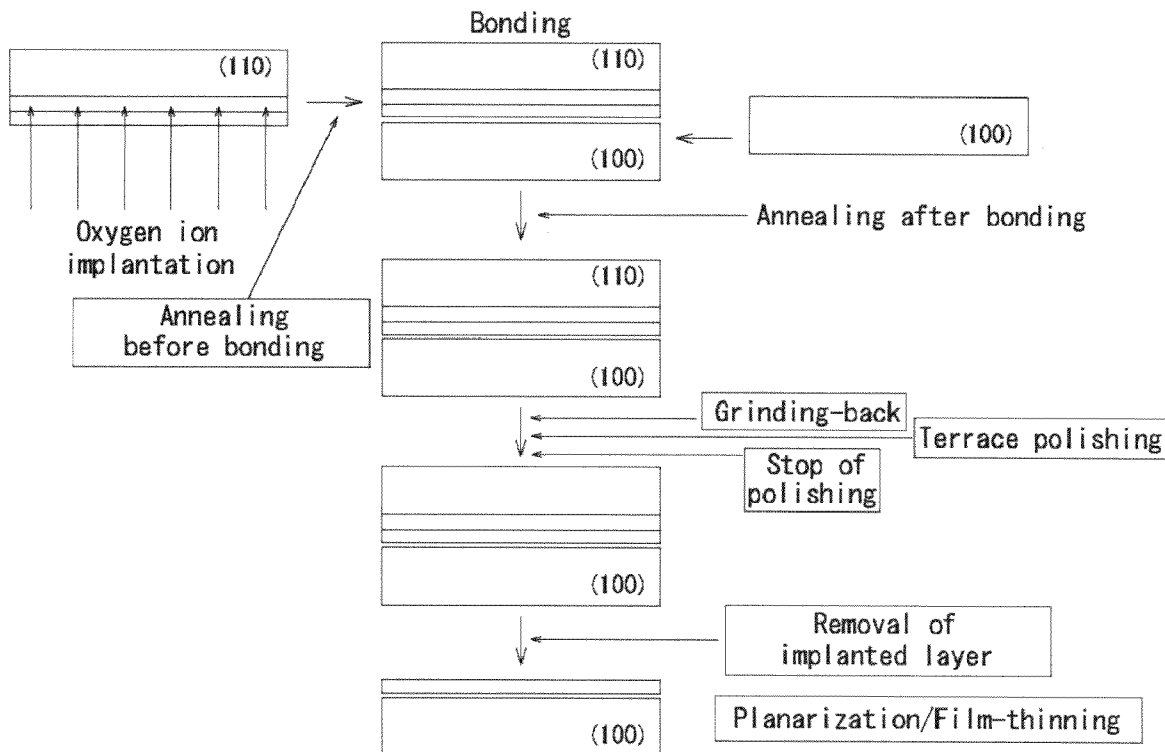 Bonding
(110)
(110)
(100)
(100)
Oxygen ion
implantation
Annealing after bonding
(110)
Annealing
before bonding
(100)
Grinding-back
Terrace polishing
Stop of
polishing
(100)
Removal of
implanted layer
Planarization/Film-thinning
(100)